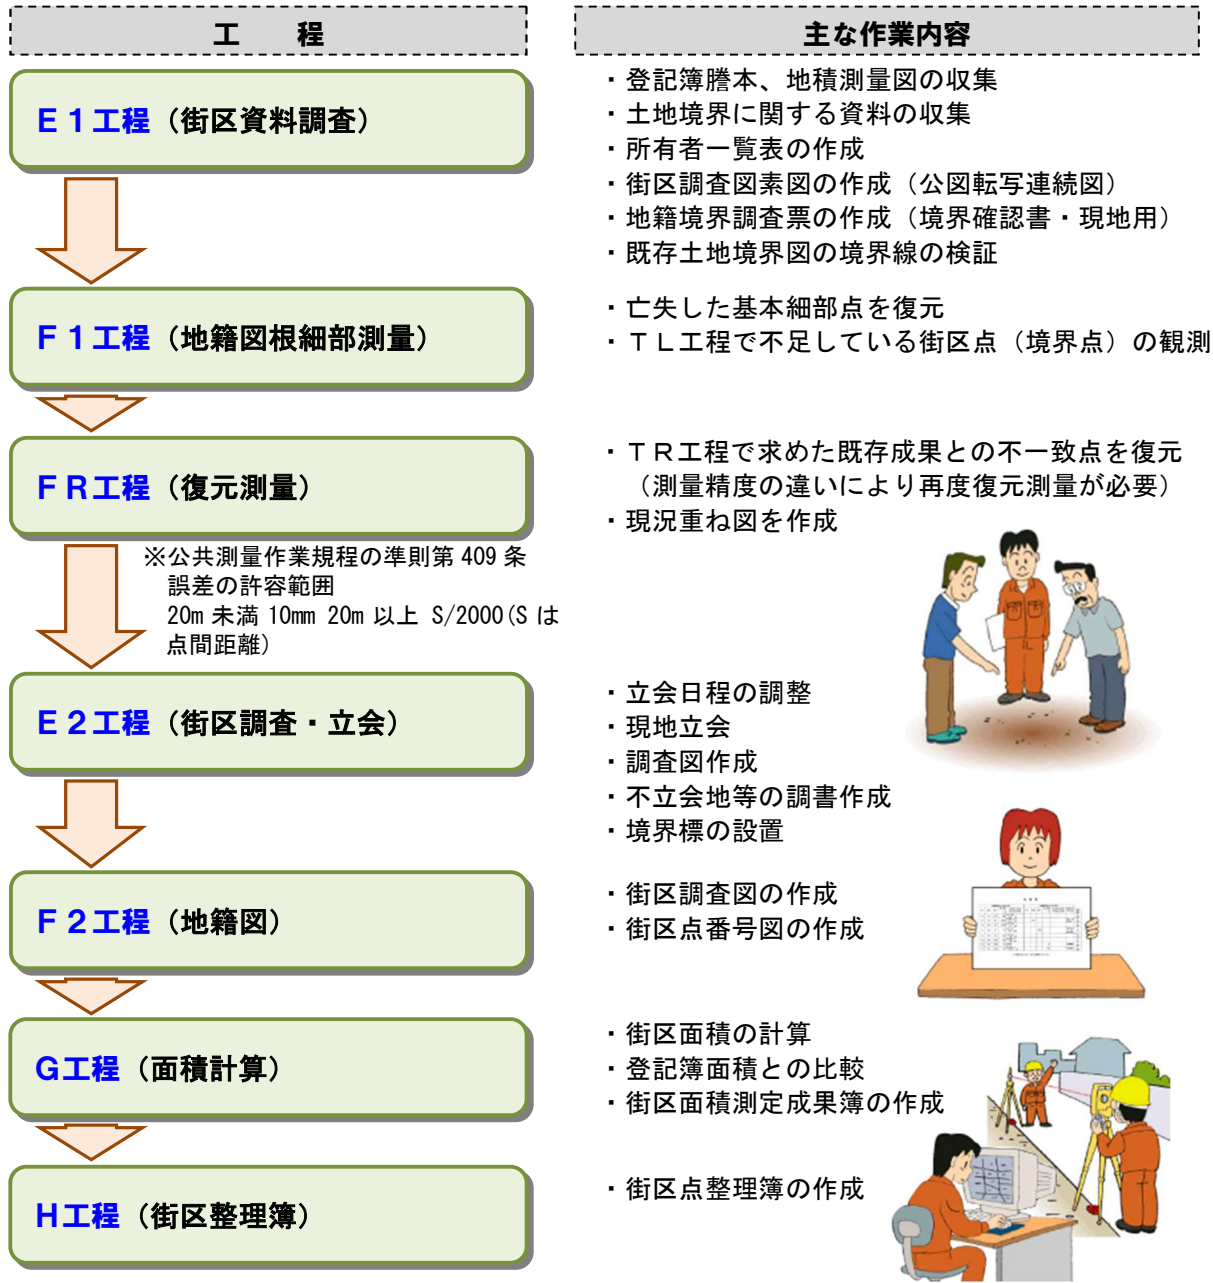 工　程
主な作業内容
Ｅ１工程（街区資料調査）
・登記簿謄本、地積測量図の収集
・土地境界に関する資料の収集
・所有者一覧表の作成
・街区調査図素図の作成（公図転写連続図）
・地籍境界調査票の作成（境界確認書・現地用）
・既存土地境界図の境界線の検証
Ｆ１工程（地籍図根細部測量）
・亡失した基本細部点を復元
・ＴＬ工程で不足している街区点（境界点）の観測
ＦＲ工程（復元測量）
・ＴＲ工程で求めた既存成果との不一致点を復元
（測量精度の違いにより再度復元測量が必要）
・現況重ね図を作成
※公共測量作業規程の準則第 409 条
誤差の許容範囲
20m 未満 10mm 20m 以上 S/2000(S は
点間距離)
Ｅ２工程（街区調査・立会）
・立会日程の調整
・現地立会
・調査図作成
・不立会地等の調書作成
・境界標の設置
Ｆ２工程（地籍図）
・街区調査図の作成
・街区点番号図の作成
Ｇ工程（面積計算）
・街区面積の計算
・登記簿面積との比較
・街区面積測定成果簿の作成
Ｈ工程（街区整理簿）
・街区点整理簿の作成